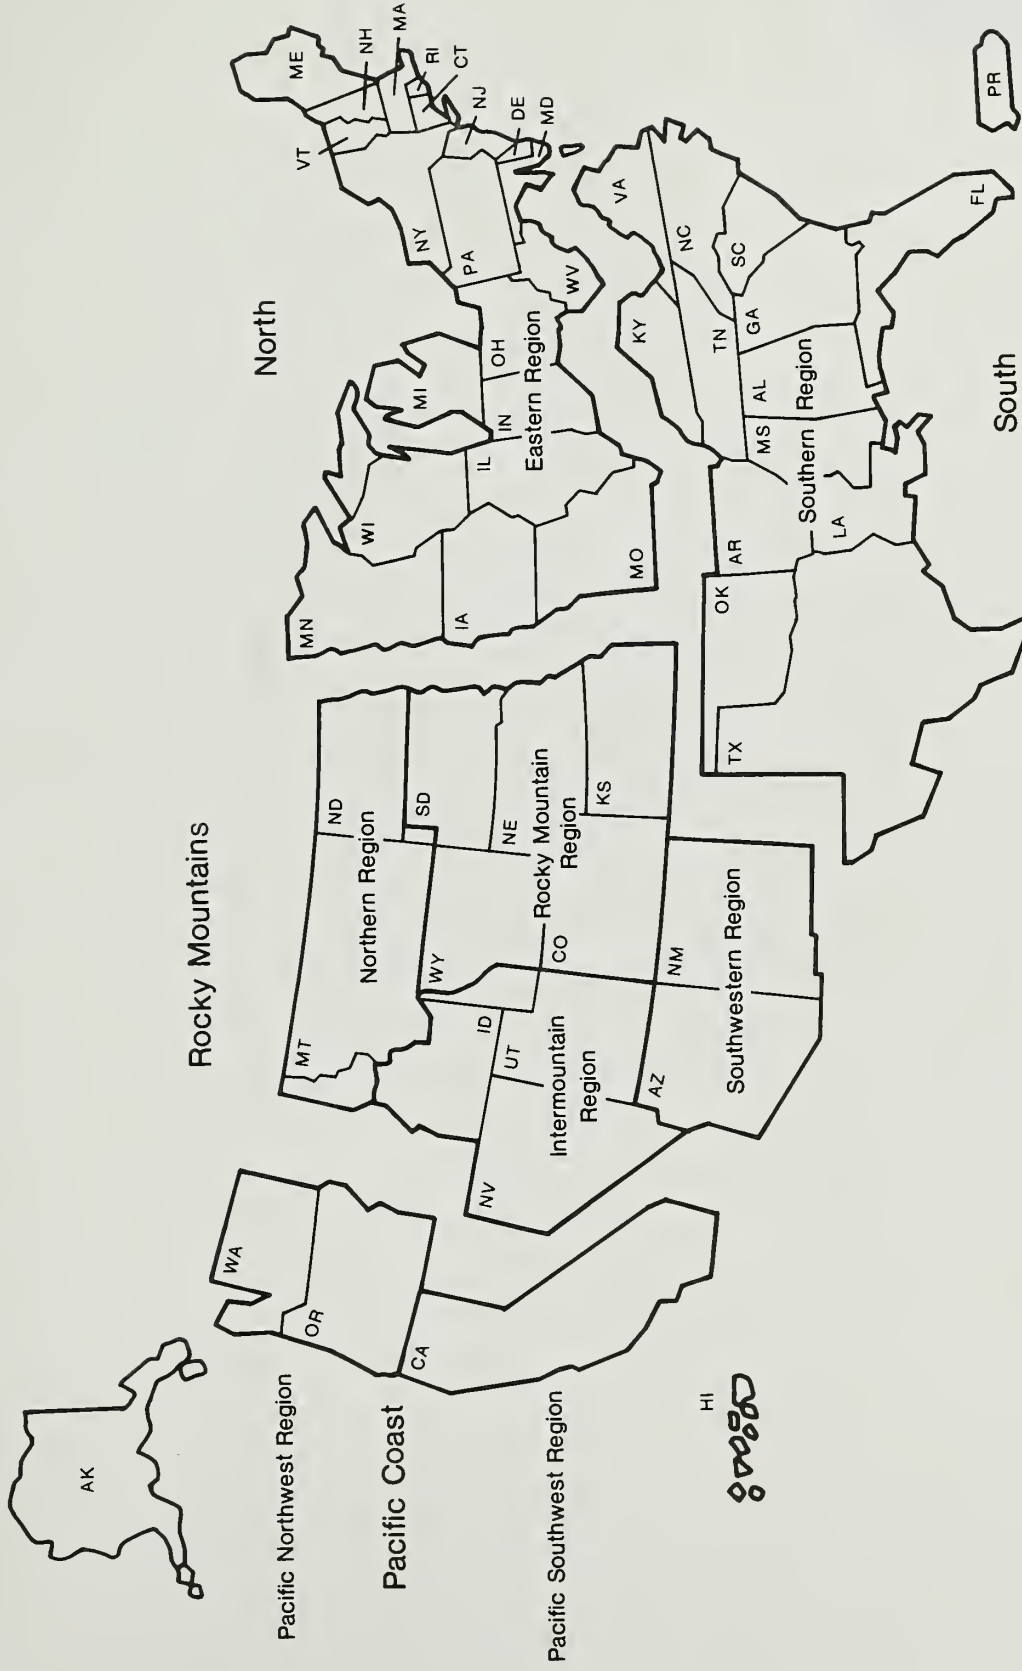 AK
Pacific Northwest Region
Pacific Coast
Pacific Southwest Region
HI
WA
OR
CA
Rocky Mountains
MT
ND
Northern Region
SD
WY
NE
Rocky Mountain
Region
KS
CO
ID
UT
NV
Intermountain
Region
AZ
NM
Southwestern Region
North
MN
WI
MI
IA
IL
IN
OH
Eastern Region
MO
WV
PA
NY
VT
ME
NH
MA
RI
CT
NJ
DE
MD
VA
KY
NC
TN
SC
GA
AL
MS
Southern
Region
AR
LA
OK
TX
FL
South
PR